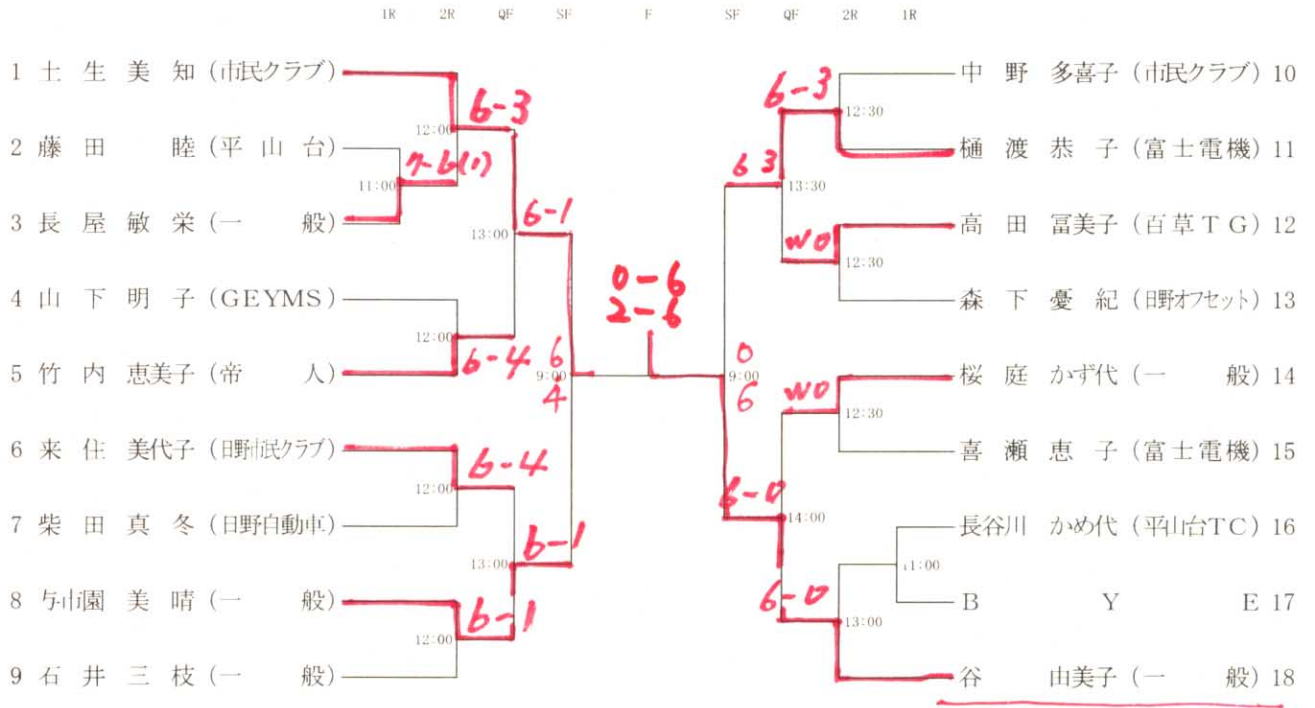 1R 2R QF SF F SF QF 2R 1R
1 土 生 美 知 (市民クラブ)
2 藤 田 睦 (平 山 台)
3 長 屋 敏 栄 (一 般)
4 山 下 明 子 (GEYMS)
5 竹 内 恵美子 (帝 人)
6 来 住 美代子 (日野市民クラブ)
7 柴 田 真 冬 (日野自動車)
8 与市園 美 晴 (一 般)
9 石 井 三 枝 (一 般)
12:00
6-3
11:00
7-6(1)
13:00
6-1
12:00
6-4
12:00
6-4
13:00
6-1
12:00
6-1
6
9:00
4
0-6
2-6
0
9:00
6
6-3
12:30
6 3
13:30
WO
12:30
WO
12:30
6-0
14:00
11:00
6-0
13:00
中 野 多喜子 (市民クラブ) 10
樋 渡 恭 子 (富士電機) 11
高 田 冨美子 (百草TG) 12
森 下 憂 紀 (日野オフセット) 13
桜 庭 かず代 (一 般) 14
喜 瀬 恵 子 (富士電機) 15
長谷川 かめ代 (平山台TC) 16
B Y E 17
谷 由美子 (一 般) 18